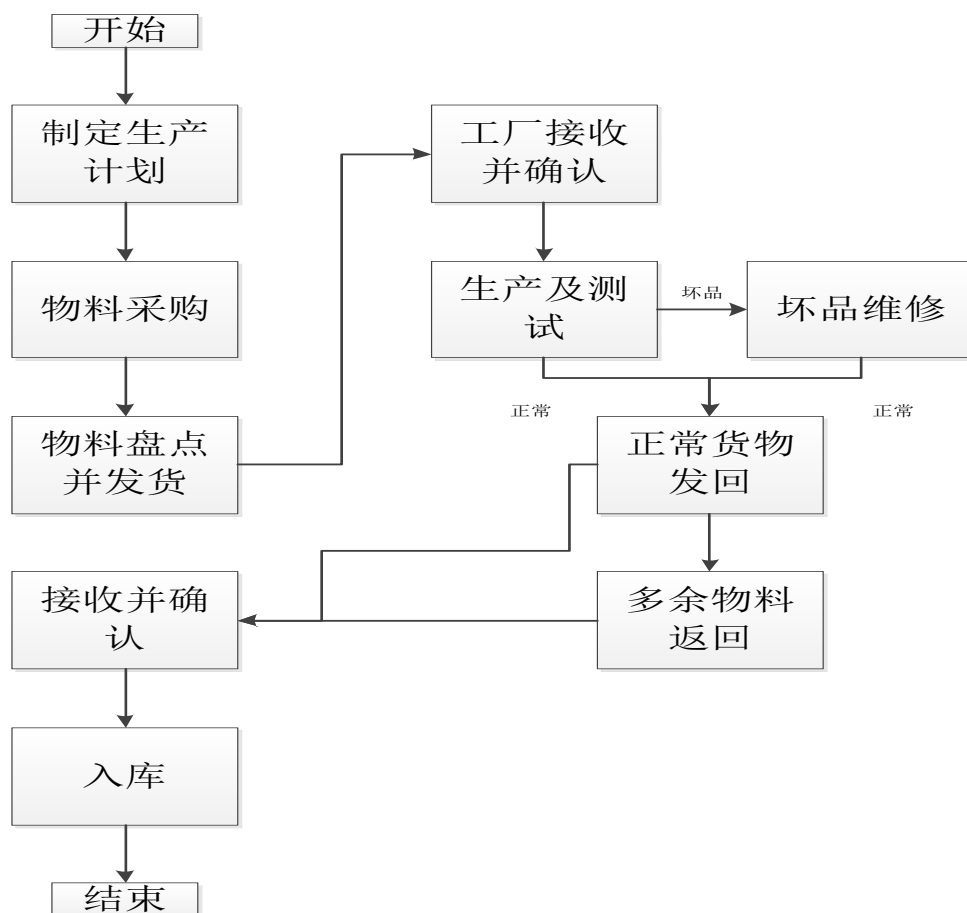 开始
制定生产
计划
物料采购
物料盘点
并发货
工厂接收
并确认
生产及测
试
坏品
坏品维修
正常
正常
正常货物
发回
多余物料
返回
接收并确
认
入库
结束